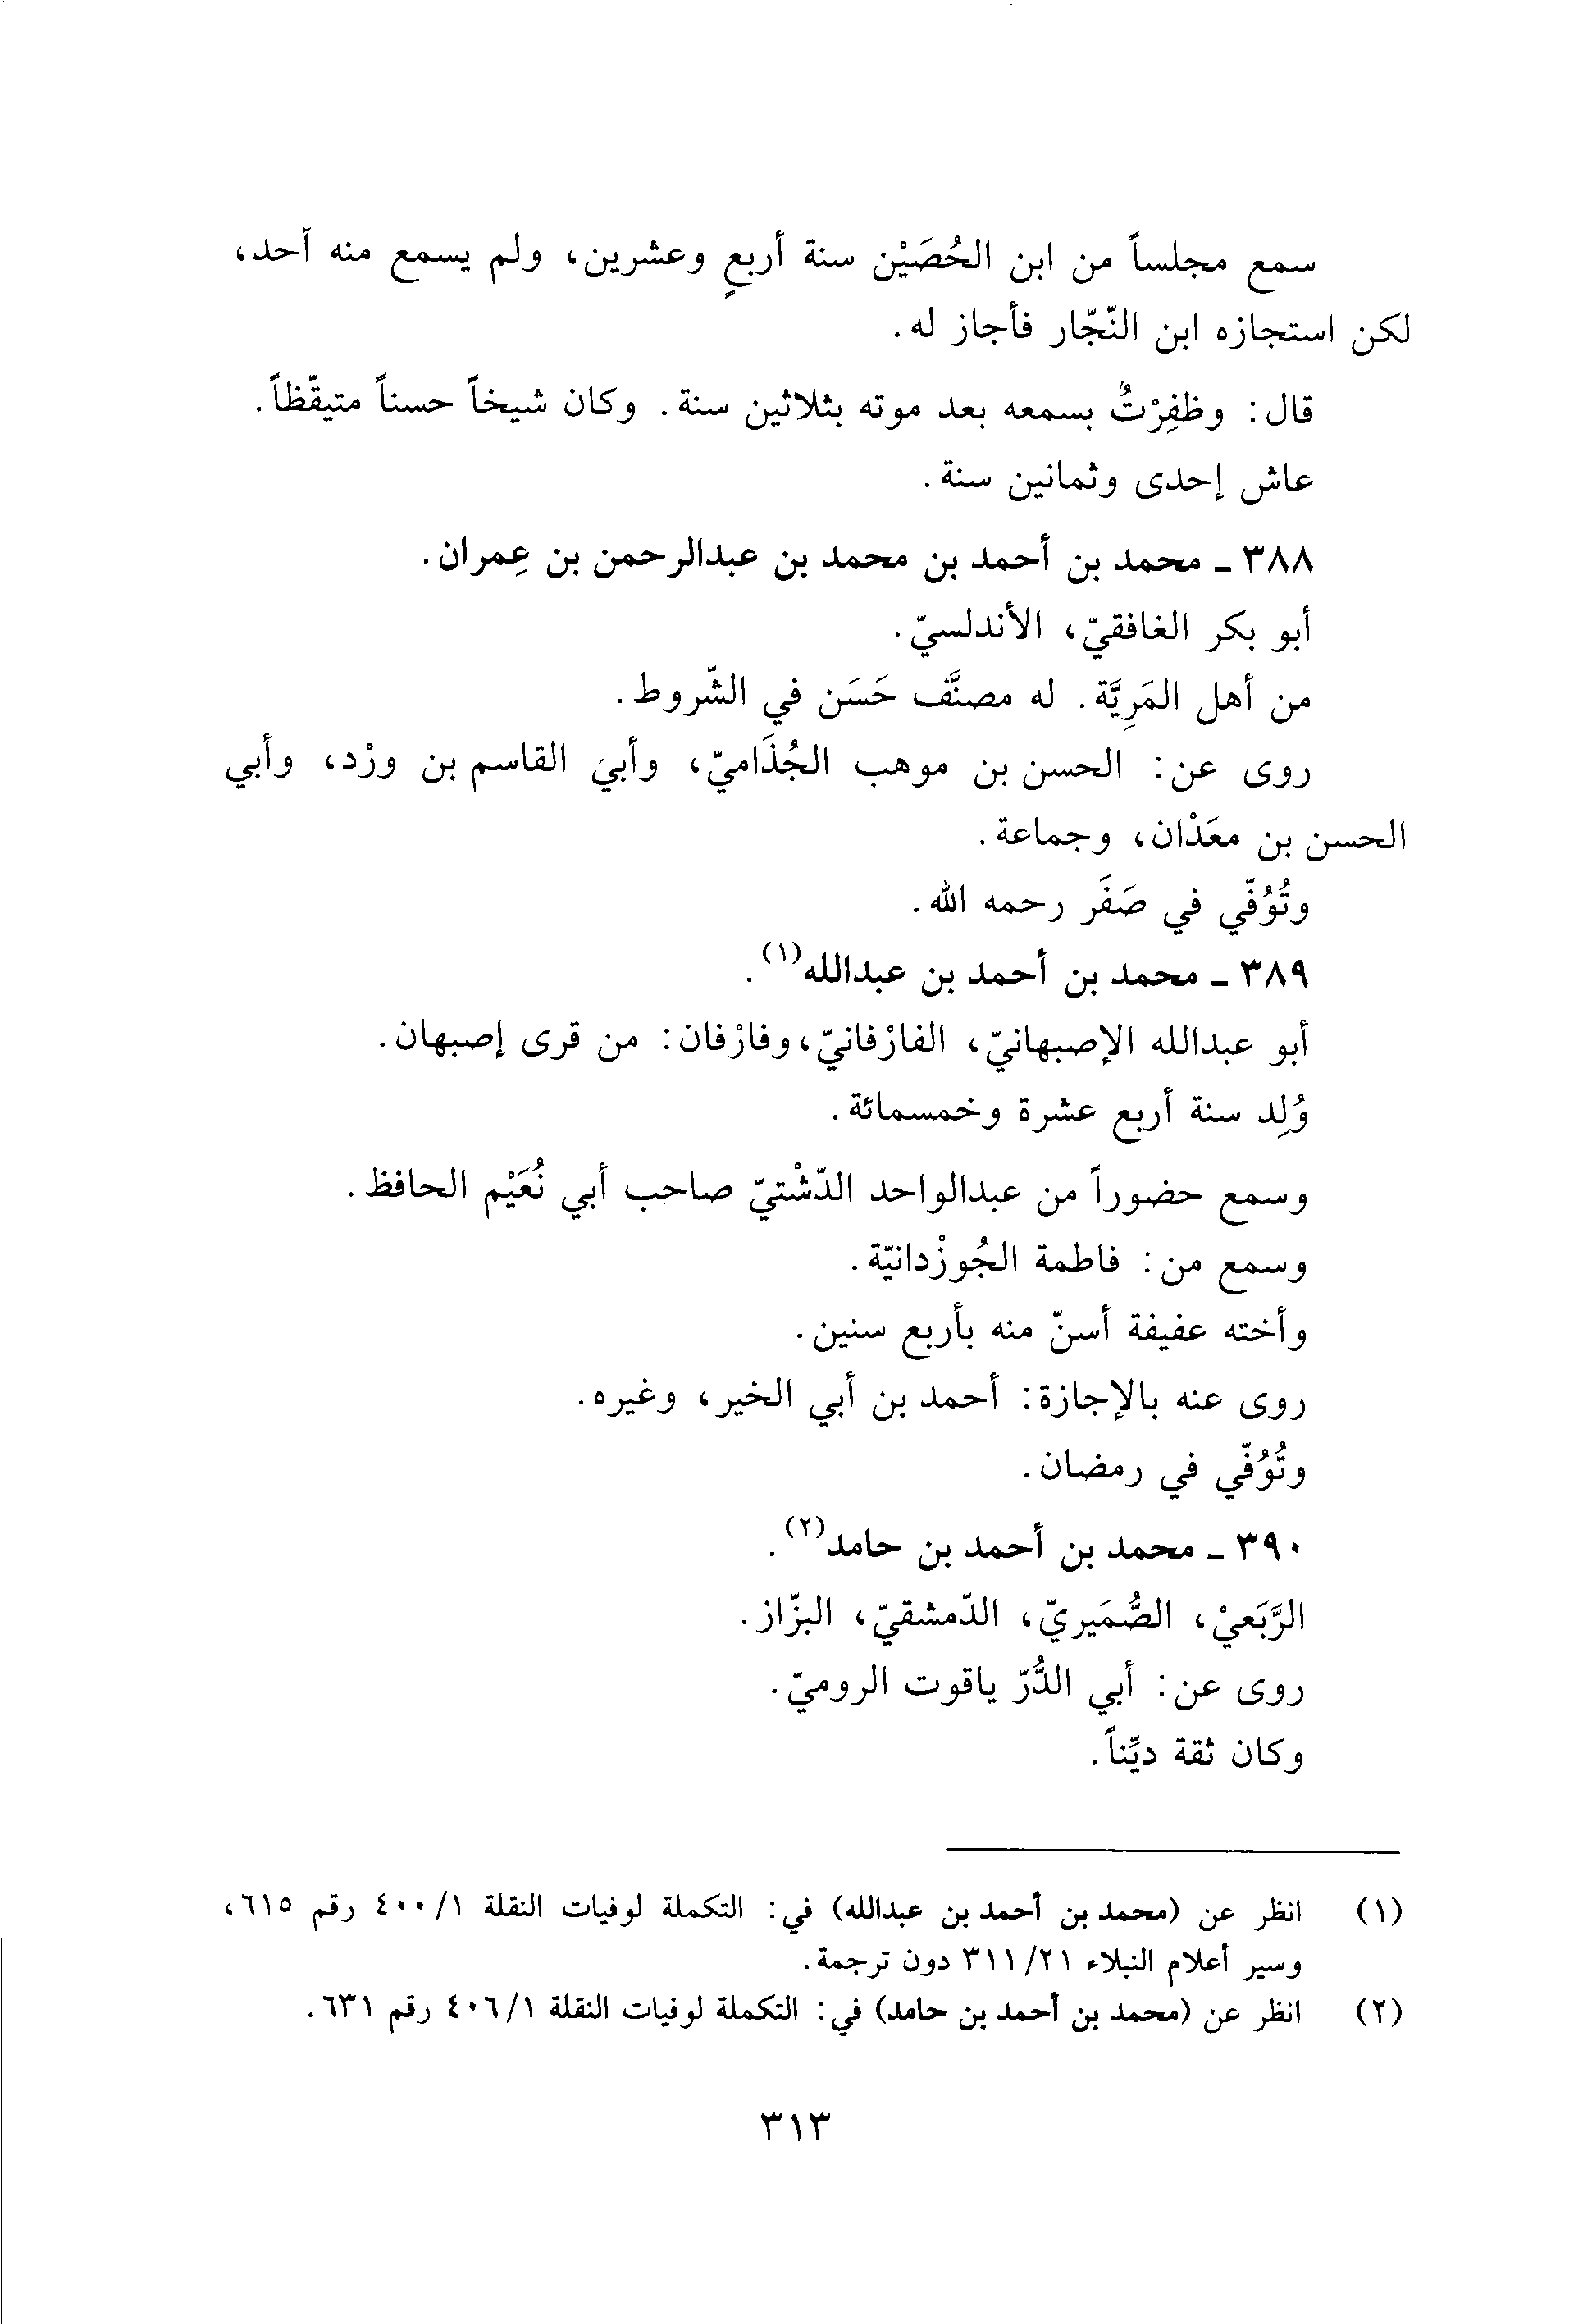 سمع مجلساً من ابن الحُصَيْن سنة أربعٍ وعشرين، ولم يسمع منه أحد،
لكن استجازه ابن النّجّار فأجاز له.
قال: وظفِرْتُ بسمعه بعد موته بثلاثين سنة. وكان شيخاً حسناً متيقّظاً.
عاش إحدى وثمانين سنة.
٣٨٨ ـ محمد بن أحمد بن محمد بن عبدالرحمن بن عِمران.
أبو بكر الغافقيّ، الأندلسيّ.
من أهل المَرِيَّة. له مصنَّف حَسَن في الشّروط.
روى عن: الحسن بن موهب الجُذَاميّ، وأبي القاسم بن ورْد، وأبي
الحسن بن معَدْان، وجماعة.
وتُوُفّي في صَفَر رحمه الله.
٣٨٩ ـ محمد بن أحمد بن عبدالله(١).
أبو عبدالله الإصبهانيّ، الفارْفانيّ، وفارْفان: من قرى إصبهان.
وُلِد سنة أربع عشرة وخمسمائة.
وسمع حضوراً من عبدالواحد الدّشْتيّ صاحب أبي نُعَيْم الحافظ.
وسمع من: فاطمة الجُوزْدانيّة.
وأخته عفيفة أسنّ منه بأربع سنين.
روى عنه بالإجازة: أحمد بن أبي الخير، وغيره.
وتُوُفّي في رمضان.
٣٩٠ ـ محمد بن أحمد بن حامد(٢).
الرَّبَعيْ، الصُّمَيريّ، الدّمشقيّ، البزّاز.
روى عن: أبي الدُّرّ ياقوت الروميّ.
وكان ثقة ديِّناً.
(١) انظر عن (محمد بن أحمد بن عبدالله) في: التكملة لوفيات النقلة ٤٠٠/١ رقم ٦١٥،
وسير أعلام النبلاء ٣١١/٢١ دون ترجمة.
(٢) انظر عن (محمد بن أحمد بن حامد) في: التكملة لوفيات النقلة ٤٠٦/١ رقم ٦٣١.
٣١٣